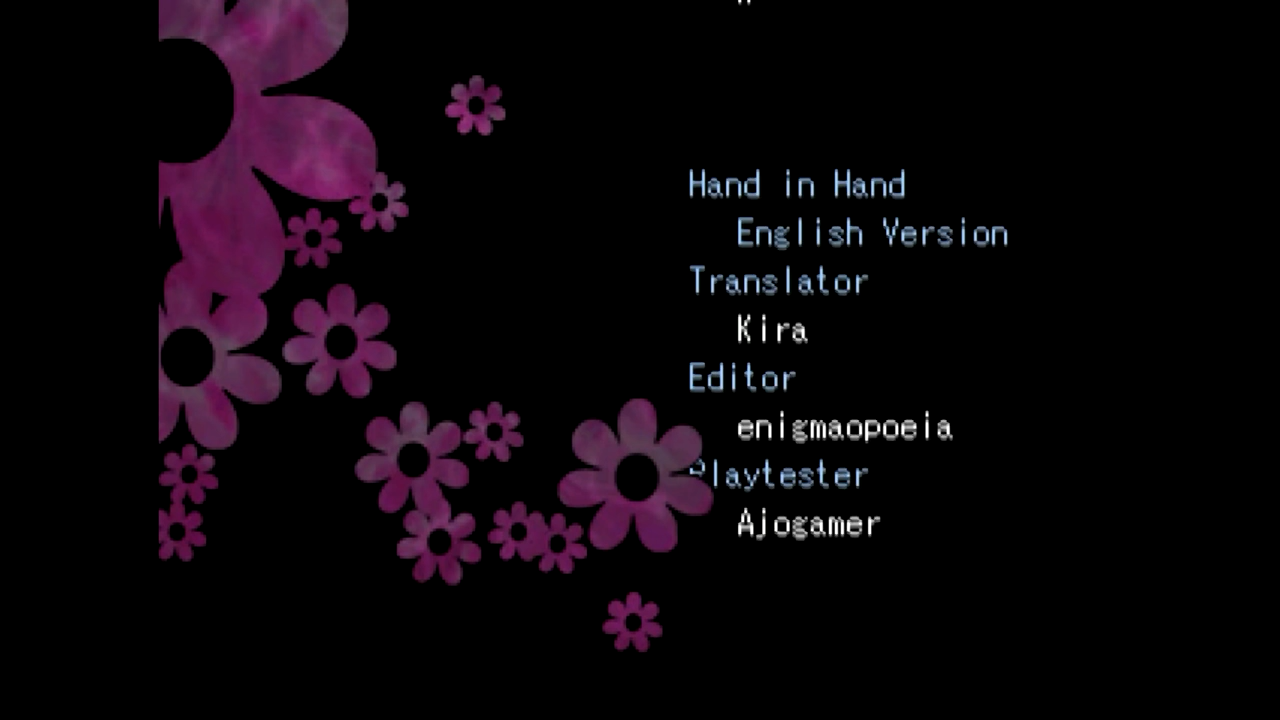 Hand in Hand
English Version
Translator
Kira
Editor
enigmaopoeia
Playtester
Ajogamer